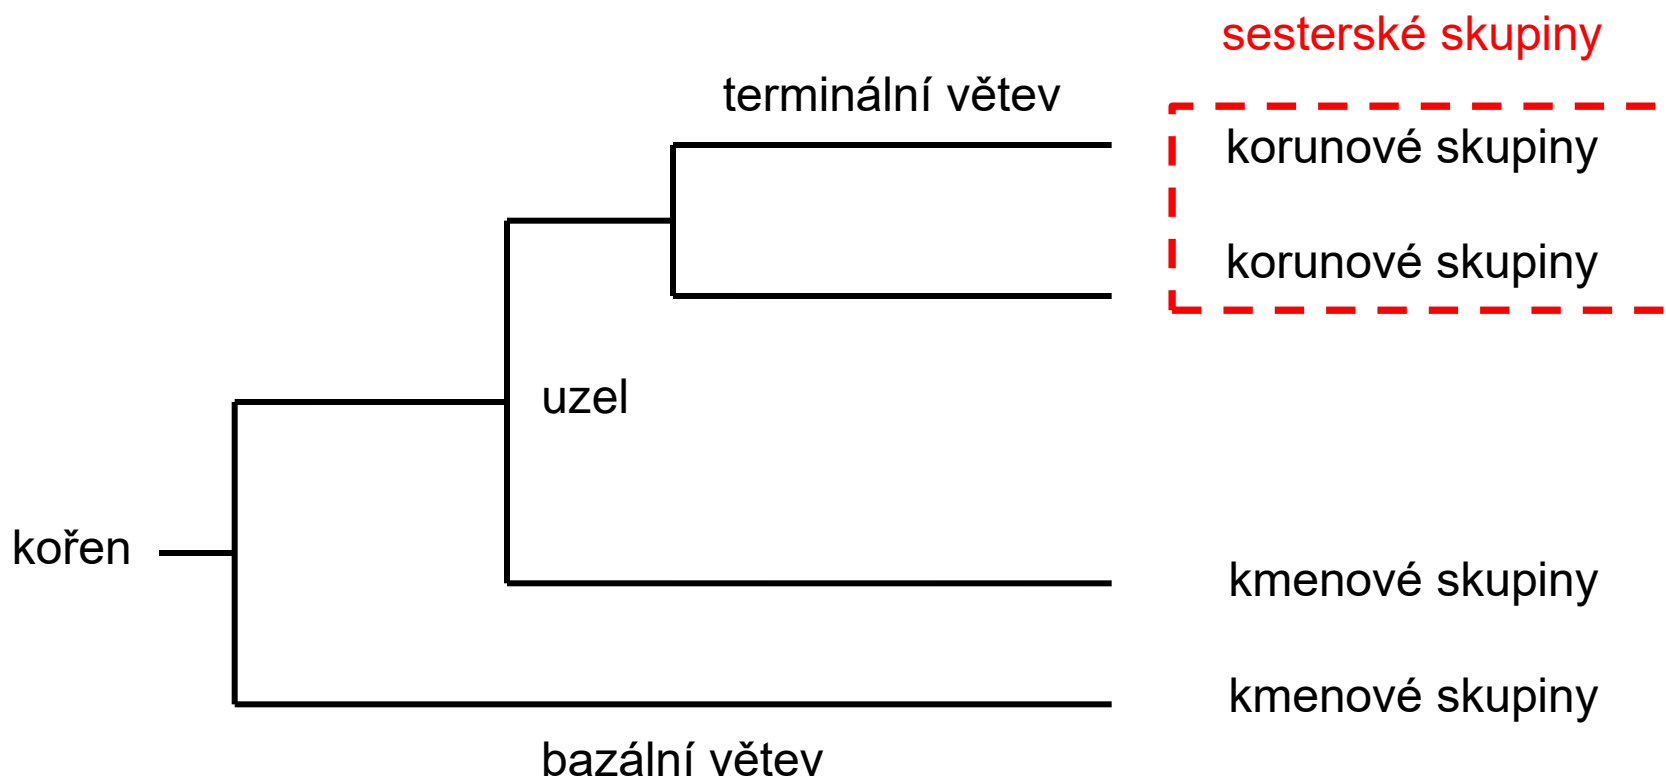 sesterské skupiny
terminální větev
korunové skupiny
korunové skupiny
uzel
kořen
kmenové skupiny
kmenové skupiny
bazální větev